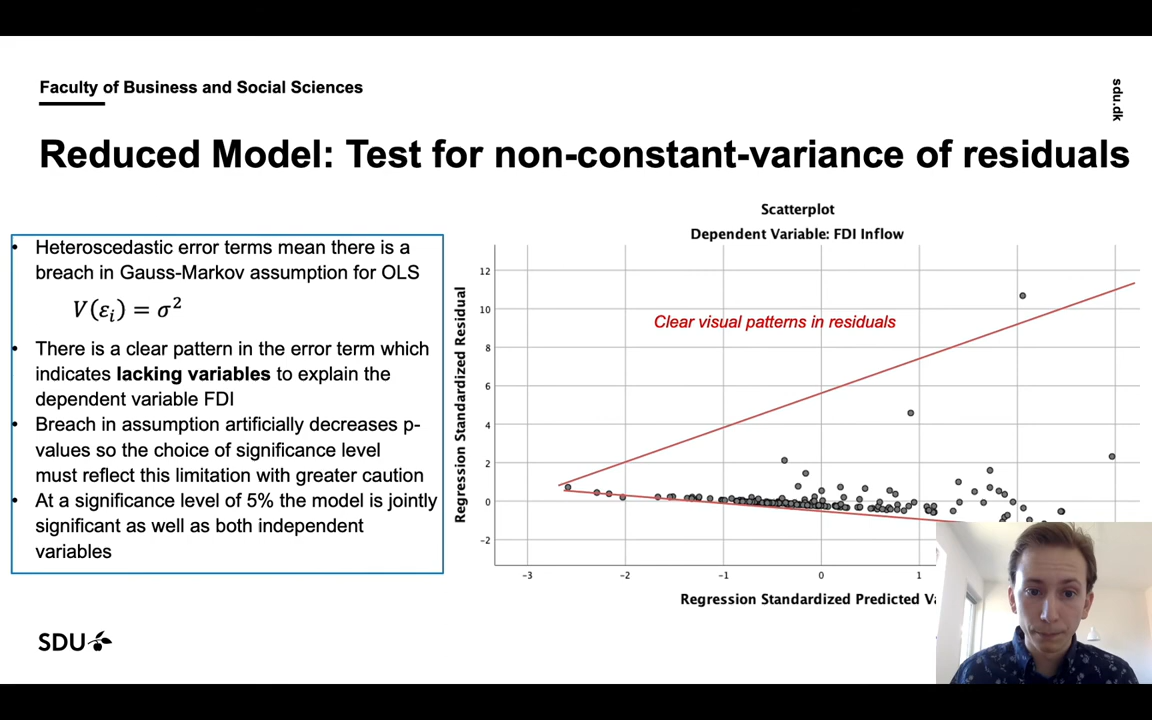 Faculty of Business and Social Sciences
sdu.dk
Reduced Model: Test for non-constant-variance of residuals
• Heteroscedastic error terms mean there is a
breach in Gauss-Markov assumption for OLS
V(εᵢ) = σ²
• There is a clear pattern in the error term which
indicates lacking variables to explain the
dependent variable FDI
• Breach in assumption artificially decreases p-
values so the choice of significance level
must reflect this limitation with greater caution
• At a significance level of 5% the model is jointly
significant as well as both independent
variables
Scatterplot
Dependent Variable: FDI Inflow
Clear visual patterns in residuals
Regression Standardized Residual
12
10
8
6
4
2
0
-2
-3 -2 -1 0 1
Regression Standardized Predicted
SDU